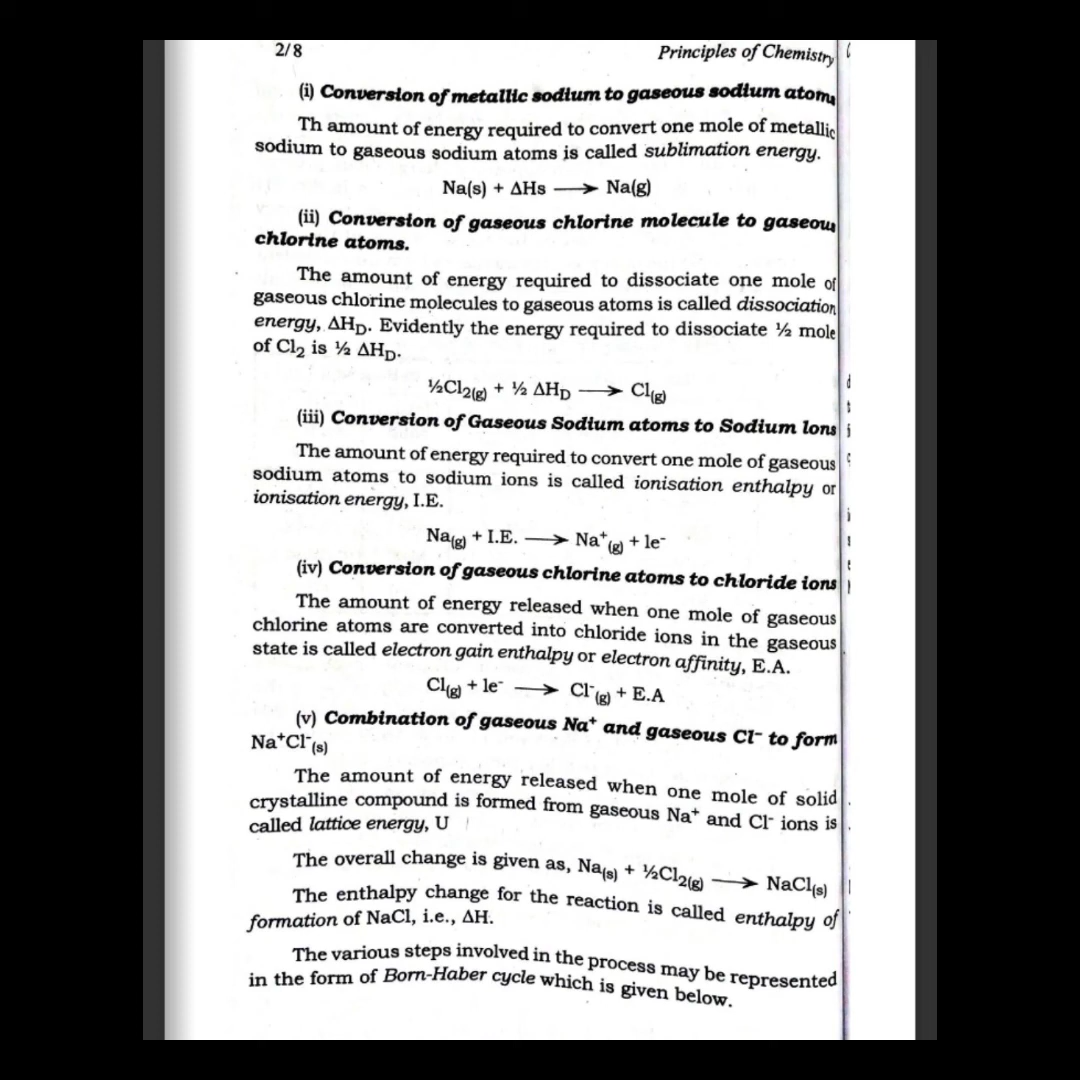 2/8 Principles of Chemistry
(i) Conversion of metallic sodium to gaseous sodium atoms
Th amount of energy required to convert one mole of metallic
sodium to gaseous sodium atoms is called sublimation energy.
Na(s) + ΔHs ⟶ Na(g)
(ii) Conversion of gaseous chlorine molecule to gaseous
chlorine atoms.
The amount of energy required to dissociate one mole of
gaseous chlorine molecules to gaseous atoms is called dissociation
energy, ΔH_D. Evidently the energy required to dissociate ½ mole
of Cl₂ is ½ ΔH_D.
½Cl₂(g) + ½ ΔH_D ⟶ Cl(g)
(iii) Conversion of Gaseous Sodium atoms to Sodium Ions
The amount of energy required to convert one mole of gaseous
sodium atoms to sodium ions is called ionisation enthalpy or
ionisation energy, I.E.
Na(g) + I.E. ⟶ Na⁺(g) + le⁻
(iv) Conversion of gaseous chlorine atoms to chloride ions
The amount of energy released when one mole of gaseous
chlorine atoms are converted into chloride ions in the gaseous
state is called electron gain enthalpy or electron affinity, E.A.
Cl(g) + le⁻ ⟶ Cl⁻(g) + E.A
(v) Combination of gaseous Na⁺ and gaseous Cl⁻ to form
Na⁺Cl⁻(s)
The amount of energy released when one mole of solid
crystalline compound is formed from gaseous Na⁺ and Cl⁻ ions is
called lattice energy, U
The overall change is given as, Na(s) + ½Cl₂(g) ⟶ NaCl(s)
The enthalpy change for the reaction is called enthalpy of
formation of NaCl, i.e., ΔH.
The various steps involved in the process may be represented
in the form of Born-Haber cycle which is given below.